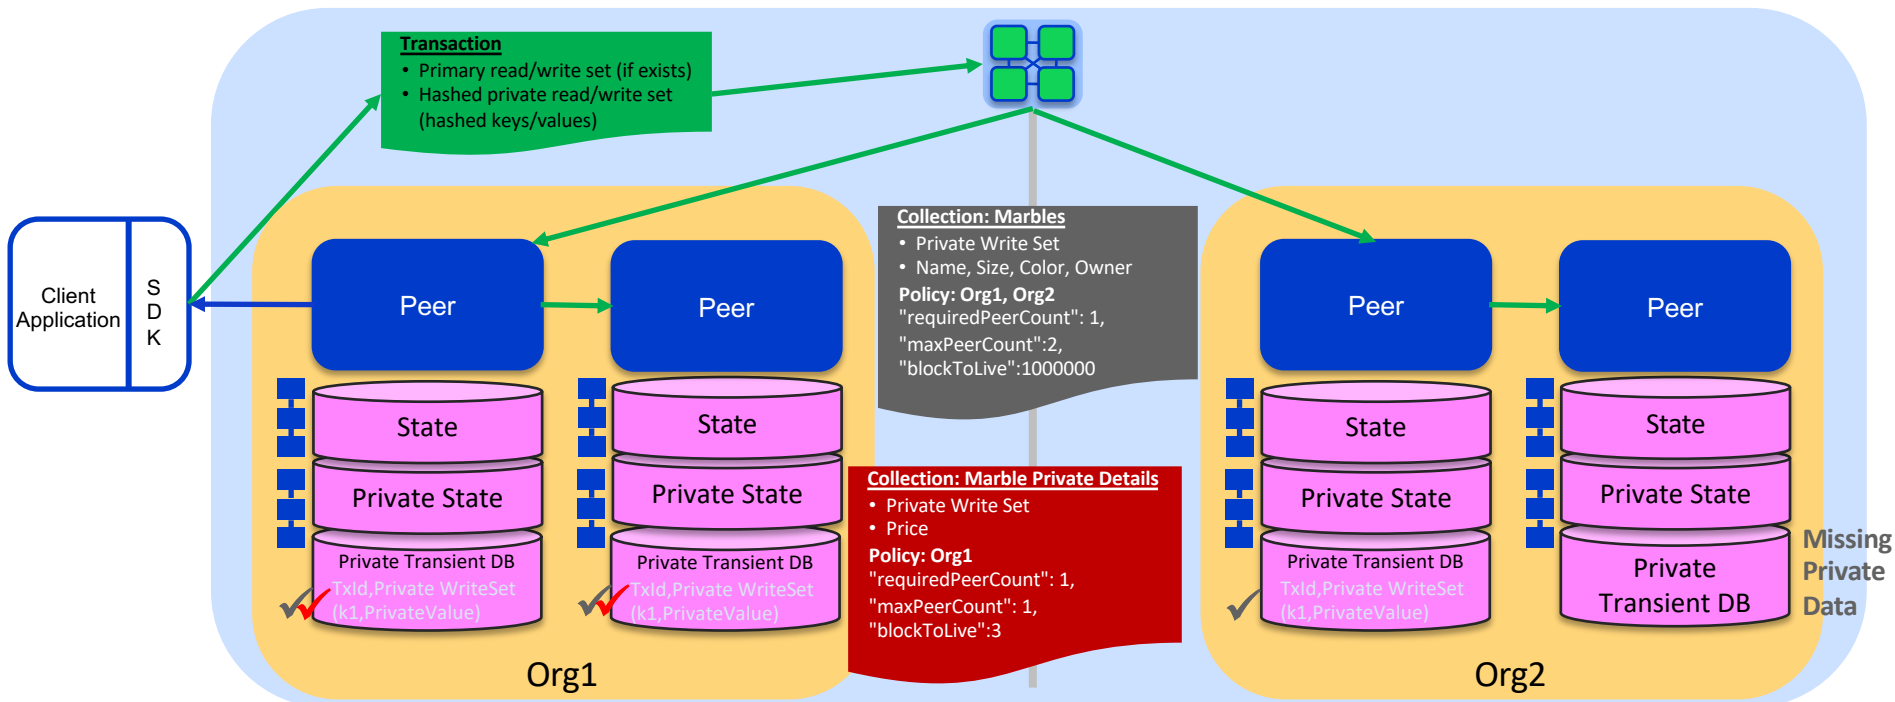 Transaction
• Primary read/write set (if exists)
• Hashed private read/write set
(hashed keys/values)
Client
Application
S
D
K
Peer
Peer
Collection: Marbles
• Private Write Set
• Name, Size, Color, Owner
Policy: Org1, Org2
"requiredPeerCount": 1,
"maxPeerCount":2,
"blockToLive":1000000
Peer
Peer
State
Private State
Private Transient DB
TxId,Private WriteSet
(k1,PrivateValue)
State
Private State
Private Transient DB
TxId,Private WriteSet
(k1,PrivateValue)
Org1
Collection: Marble Private Details
• Private Write Set
• Price
Policy: Org1
"requiredPeerCount": 1,
"maxPeerCount": 1,
"blockToLive":3
State
Private State
Private Transient DB
TxId,Private WriteSet
(k1,PrivateValue)
State
Private State
Private
Transient DB
Missing
Private
Data
Org2